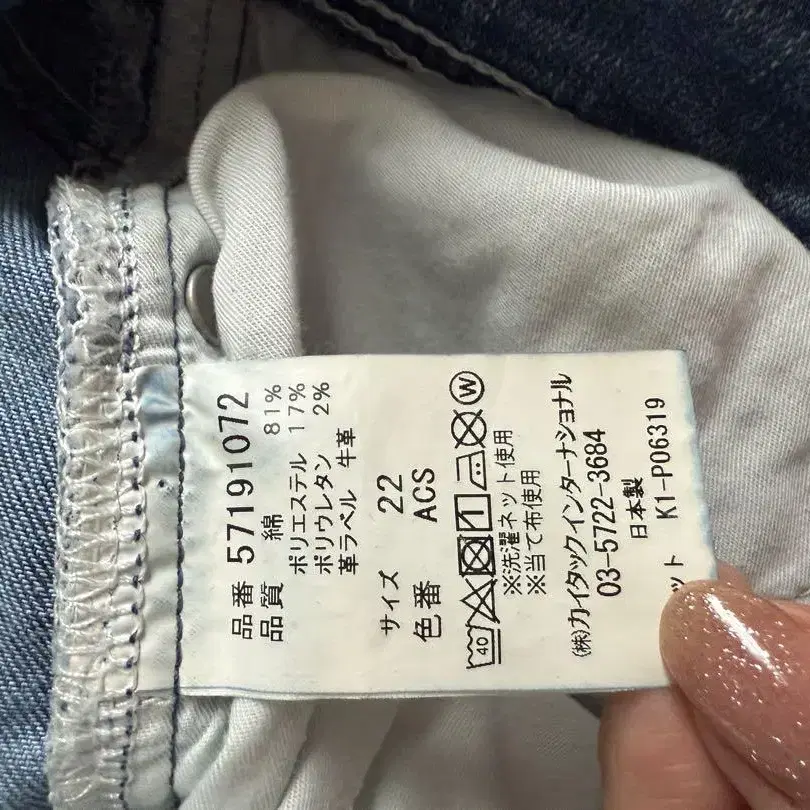 品番 57191072
品質 綿 81%
ポリエステル 17%
ポリウレタン 2%
革ラベル 牛革
サイズ 22
色番 ACS
40 W
※洗濯ネット使用
※当て布使用
(株)カイタックインターナショナル
03-5722-3684
日本製
ット K1-P06319